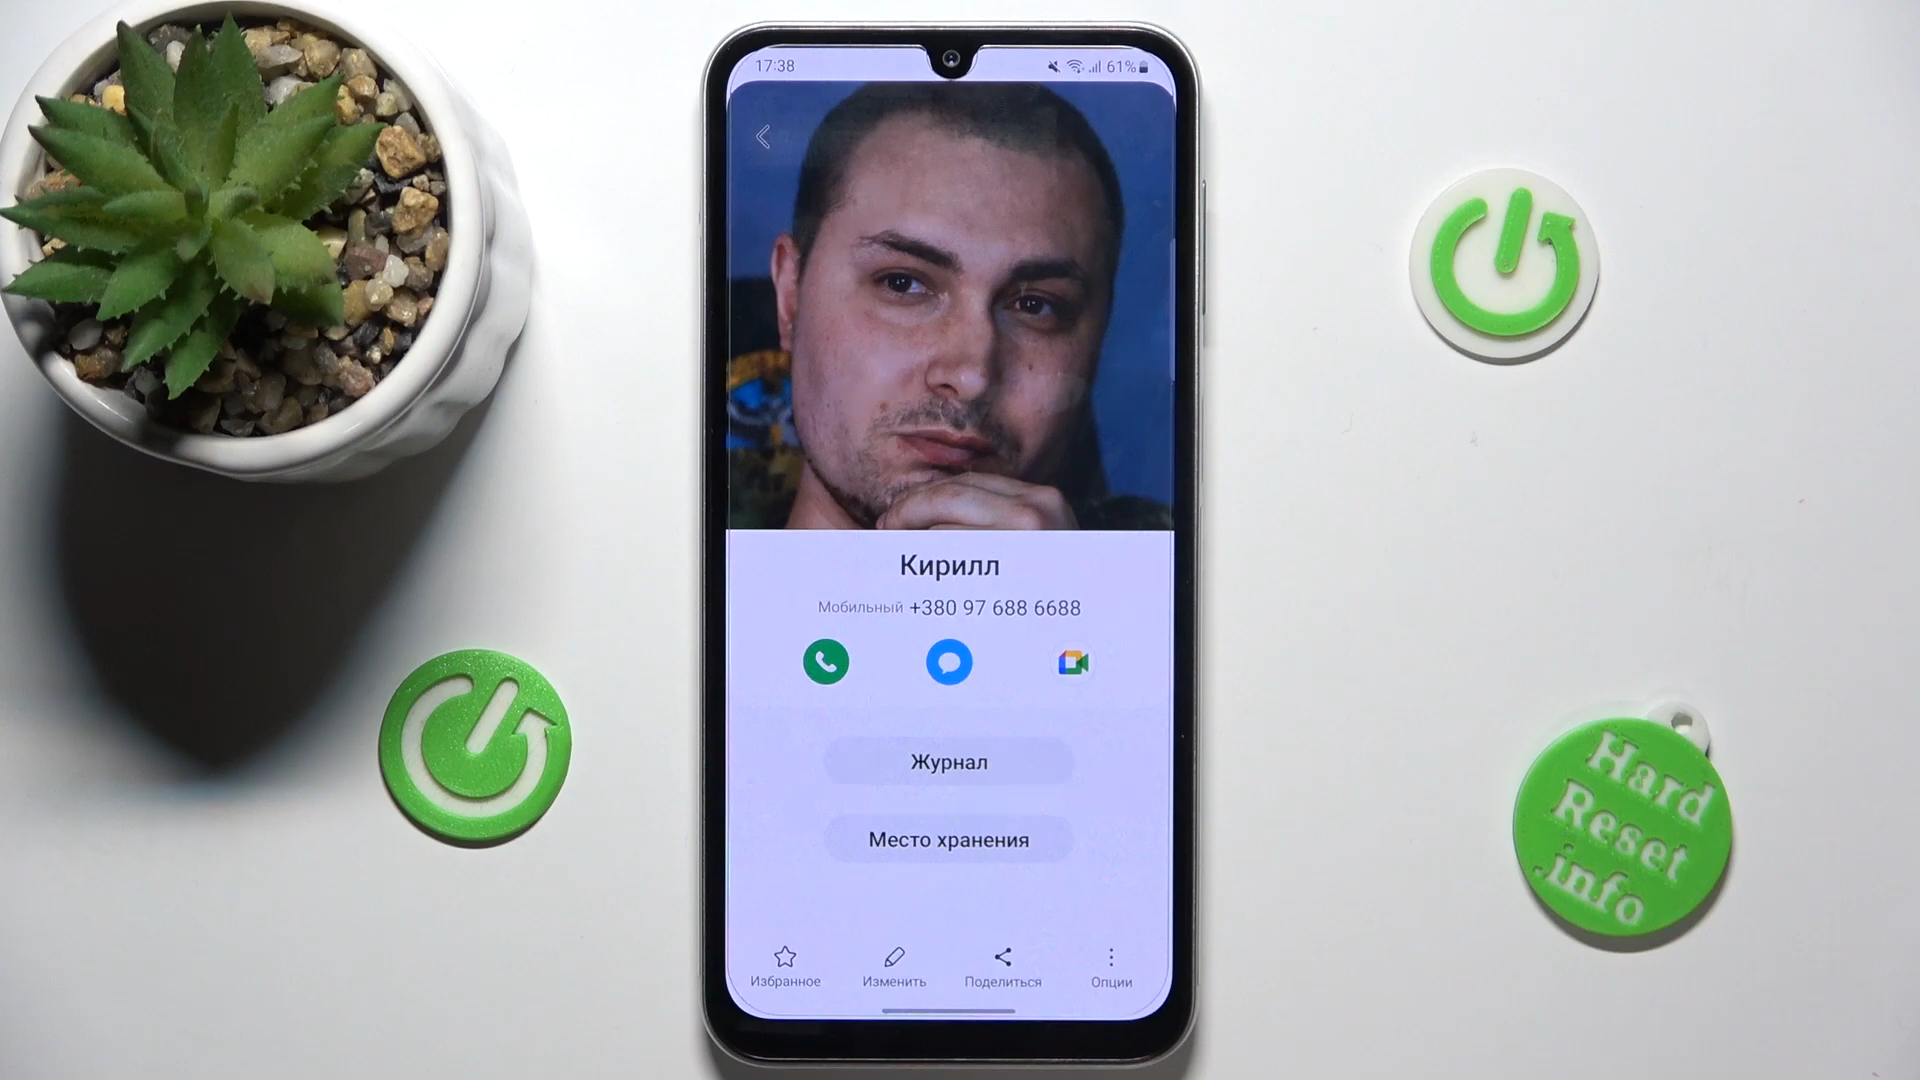 17:38
61%
Кирилл
Мобильный +380 97 688 6688
Журнал
Место хранения
Избранное
Изменить
Поделиться
Опции
Hard
Reset
.info